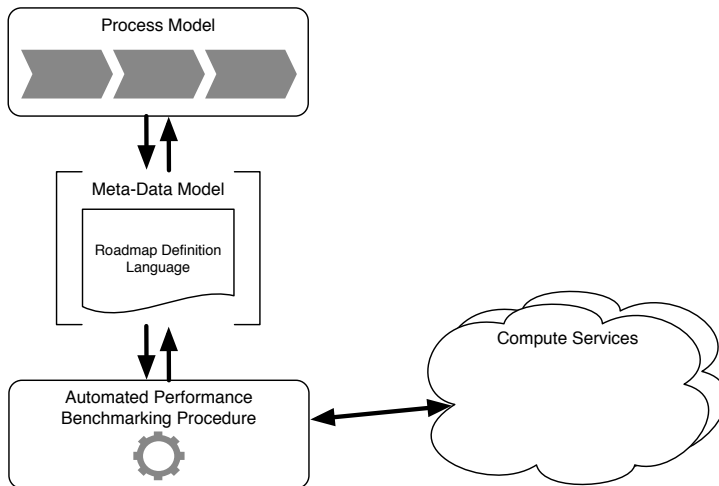 Process Model
Meta-Data Model
Roadmap Definition
Language
Compute Services
Automated Performance
Benchmarking Procedure